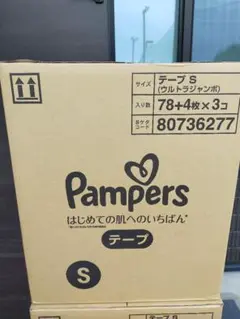 サイズ
テープ S
(ウルトラジャンボ)
入り数
78+4枚×3コ
80736277
Pampers
はじめての肌へのいちばん*
テープ
S